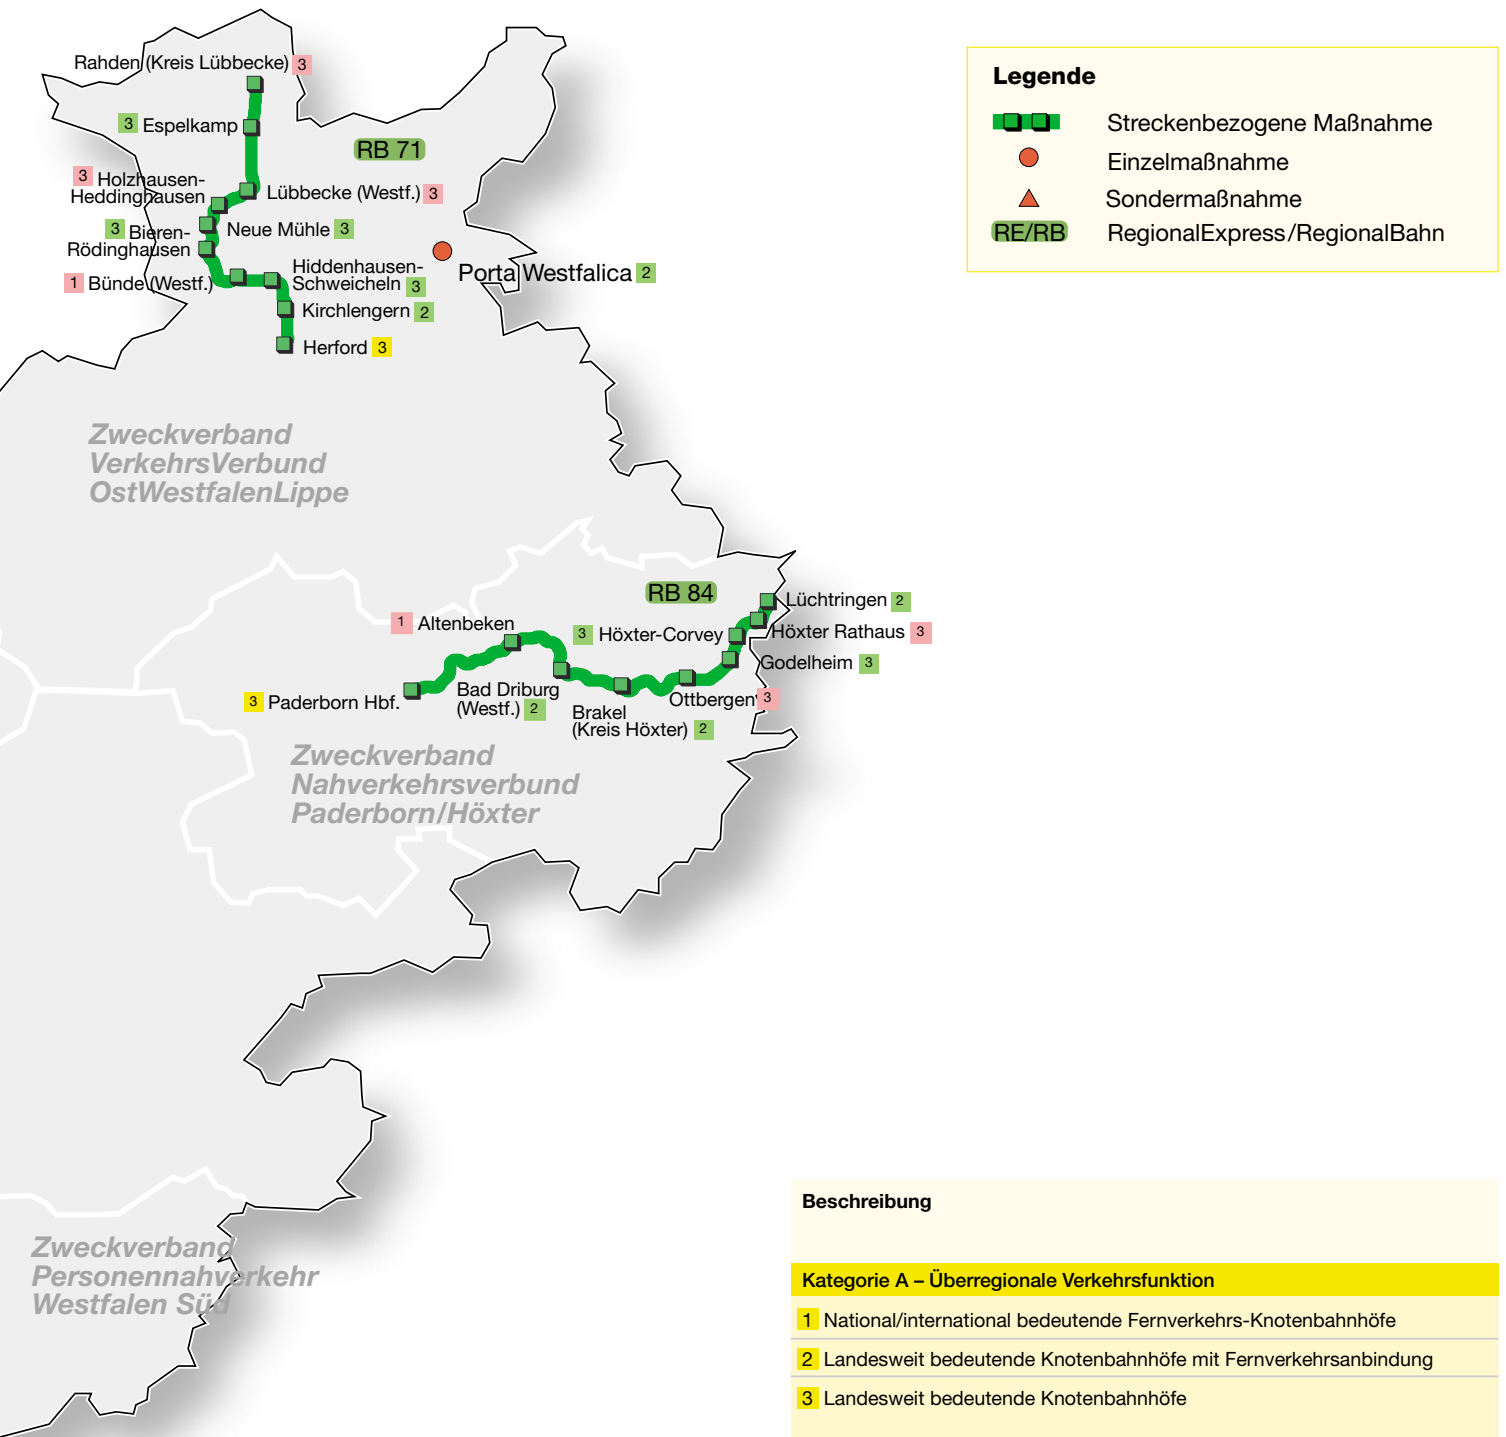 Rahden (Kreis Lübbecke) 3
3 Espelkamp
RB 71
3 Holzhausen-
Heddinghausen
Lübbecke (Westf.) 3
3 Bieren-
Rödinghausen
Neue Mühle 3
1 Bünde (Westf.)
Hiddenhausen-
Schweicheln 3
Kirchlengern 2
Herford 3
Porta Westfalica 2
Legende
Streckenbezogene Maßnahme
Einzelmaßnahme
Sondermaßnahme
RE/RB RegionalExpress/RegionalBahn
Zweckverband
VerkehrsVerbund
OstWestfalenLippe
RB 84
Lüchtringen 2
1 Altenbeken
3 Höxter-Corvey
Höxter Rathaus 3
Godelheim 3
3 Paderborn Hbf.
Bad Driburg
(Westf.) 2
Brakel
(Kreis Höxter) 2
Ottbergen 3
Zweckverband
Nahverkehrsverbund
Paderborn/Höxter
Zweckverband
Personennahverkehr
Westfalen Süd
Beschreibung
Kategorie A – Überregionale Verkehrsfunktion
1 National/international bedeutende Fernverkehrs-Knotenbahnhöfe
2 Landesweit bedeutende Knotenbahnhöfe mit Fernverkehrsanbindung
3 Landesweit bedeutende Knotenbahnhöfe